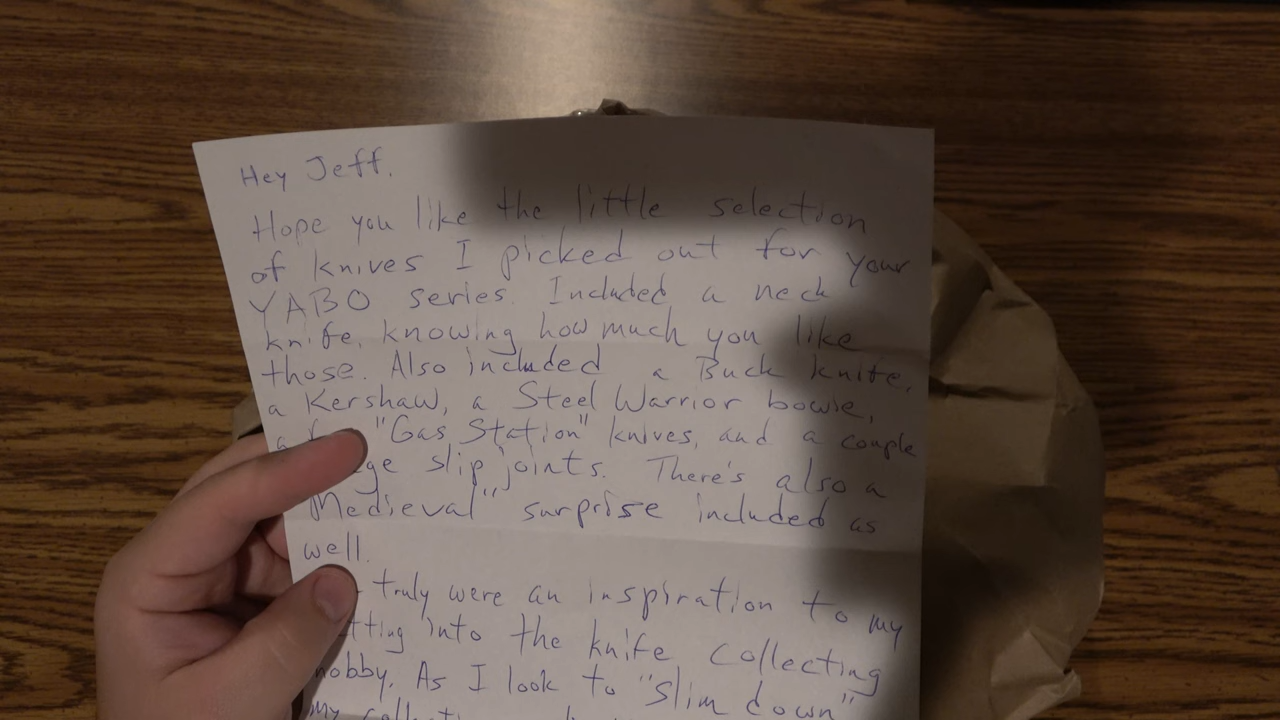 Hey Jeff.
Hope you like the little selection
of knives I picked out for your
YABO series. Included a neck
knife, knowing how much you like
those. Also included a Buck knife,
a Kershaw, a Steel Warrior bowie,
a "Gas Station" knives, and a couple
slip joints. There's also a
Medieval" surprise included as
well.
truly were an inspiration to my
into the knife collecting
hobby. As I look to "Slim down"
my